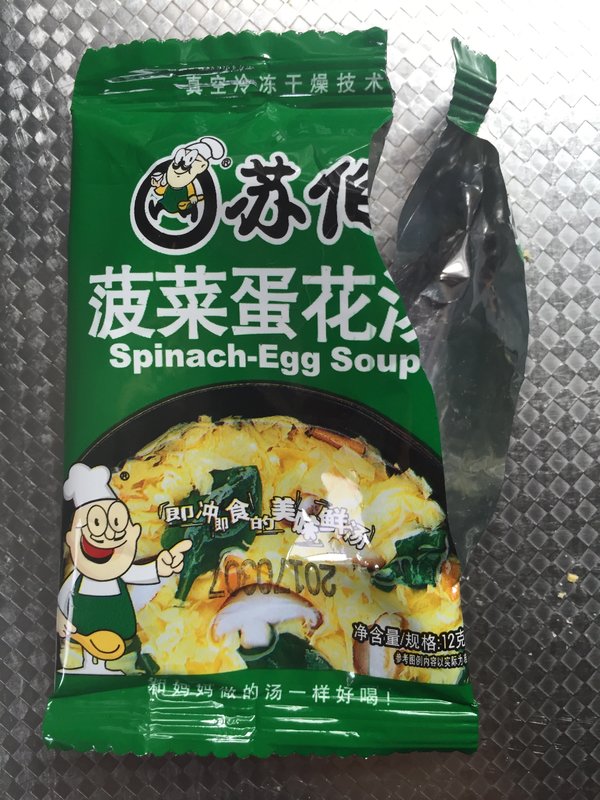 真空冷冻干燥技术
®
苏伯
菠菜蛋花汤
Spinach-Egg Soup
®
即冲即食的美味鲜汤
20170307
净含量/规格:12克
参考图例内容以实际为
和妈妈做的汤一样好喝!